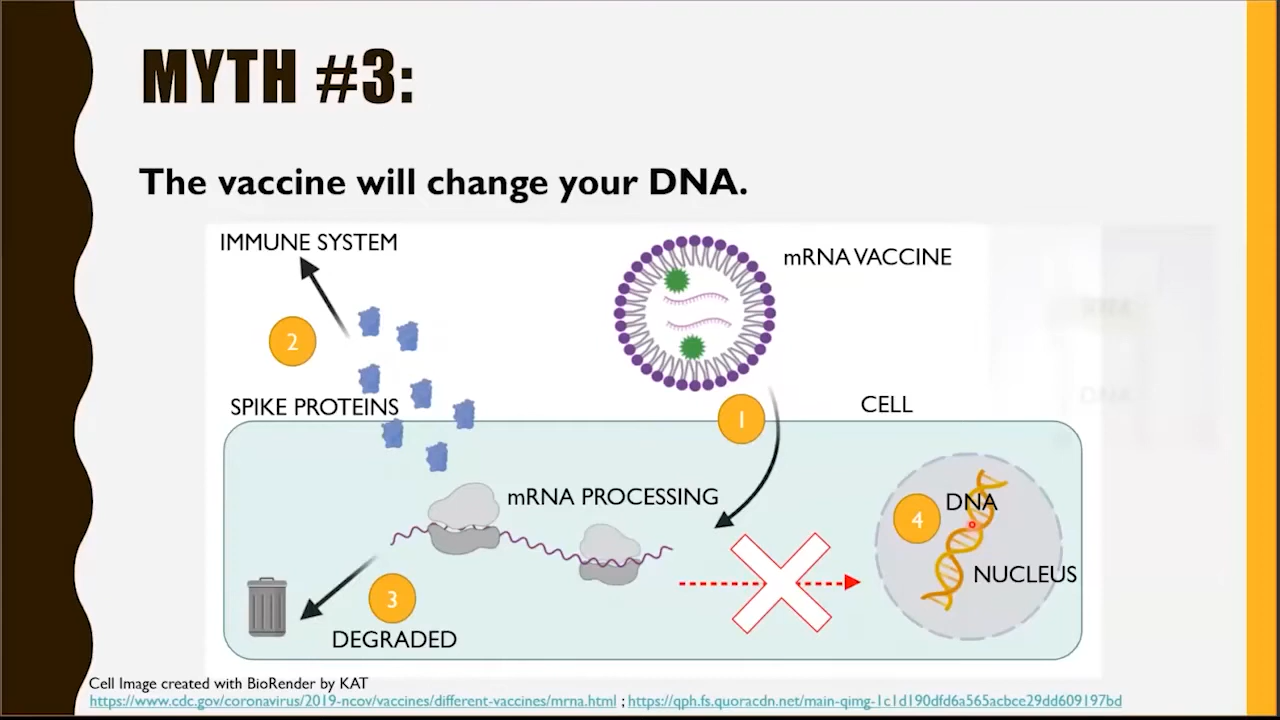 MYTH #3:
The vaccine will change your DNA.
IMMUNE SYSTEM
mRNA VACCINE
2
SPIKE PROTEINS
1
CELL
mRNA PROCESSING
4
DNA
NUCLEUS
3
DEGRADED
Cell Image created with BioRender by KAT
https://www.cdc.gov/coronavirus/2019-ncov/vaccines/different-vaccines/mrna.html ; https://qph.fs.quoracdn.net/main-qimg-1c1d190dfd6a565acbce29dd609197bd